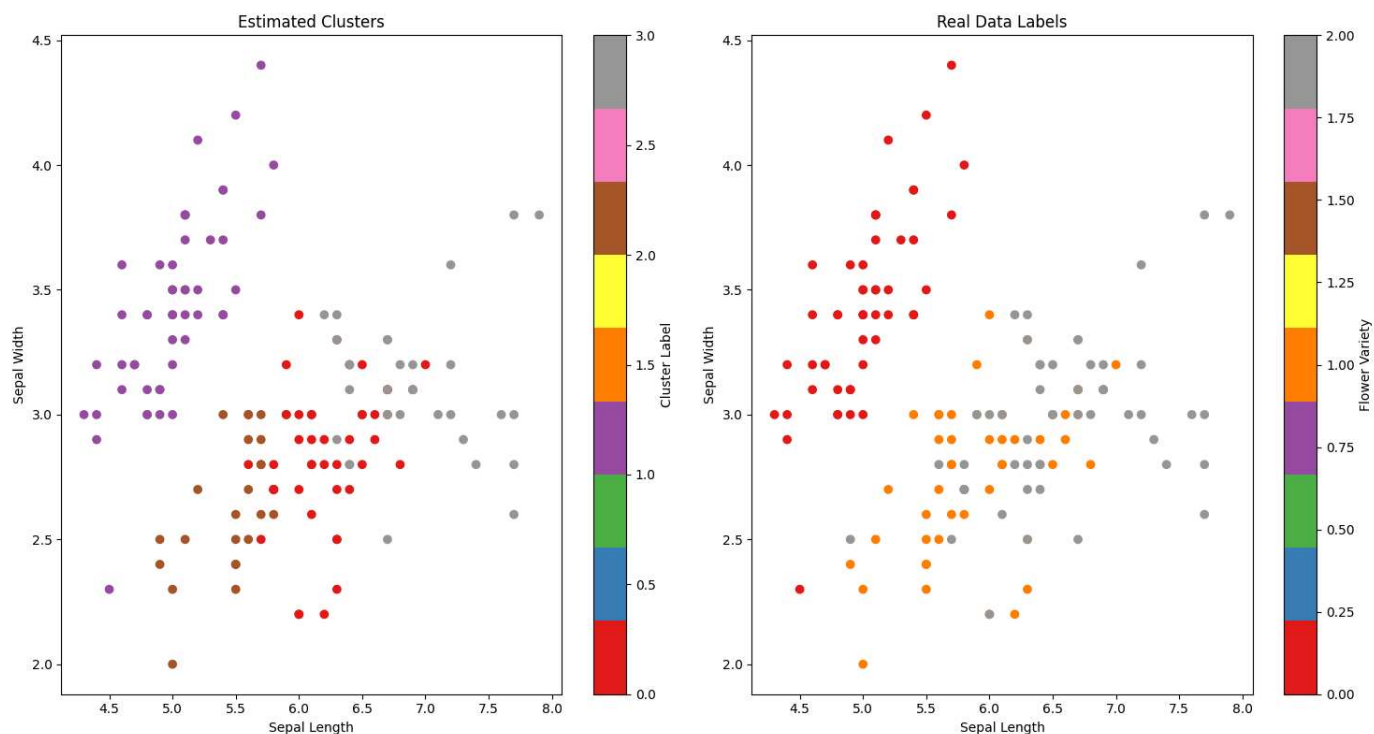 Estimated Clusters
4.5
4.0
3.5
3.0
2.5
2.0
Sepal Width
4.5 5.0 5.5 6.0 6.5 7.0 7.5 8.0
Sepal Length
3.0
2.5
2.0
1.5
1.0
0.5
0.0
Cluster Label
Real Data Labels
4.5
4.0
3.5
3.0
2.5
2.0
Sepal Width
4.5 5.0 5.5 6.0 6.5 7.0 7.5 8.0
Sepal Length
2.00
1.75
1.50
1.25
1.00
0.75
0.50
0.25
0.00
Flower Variety